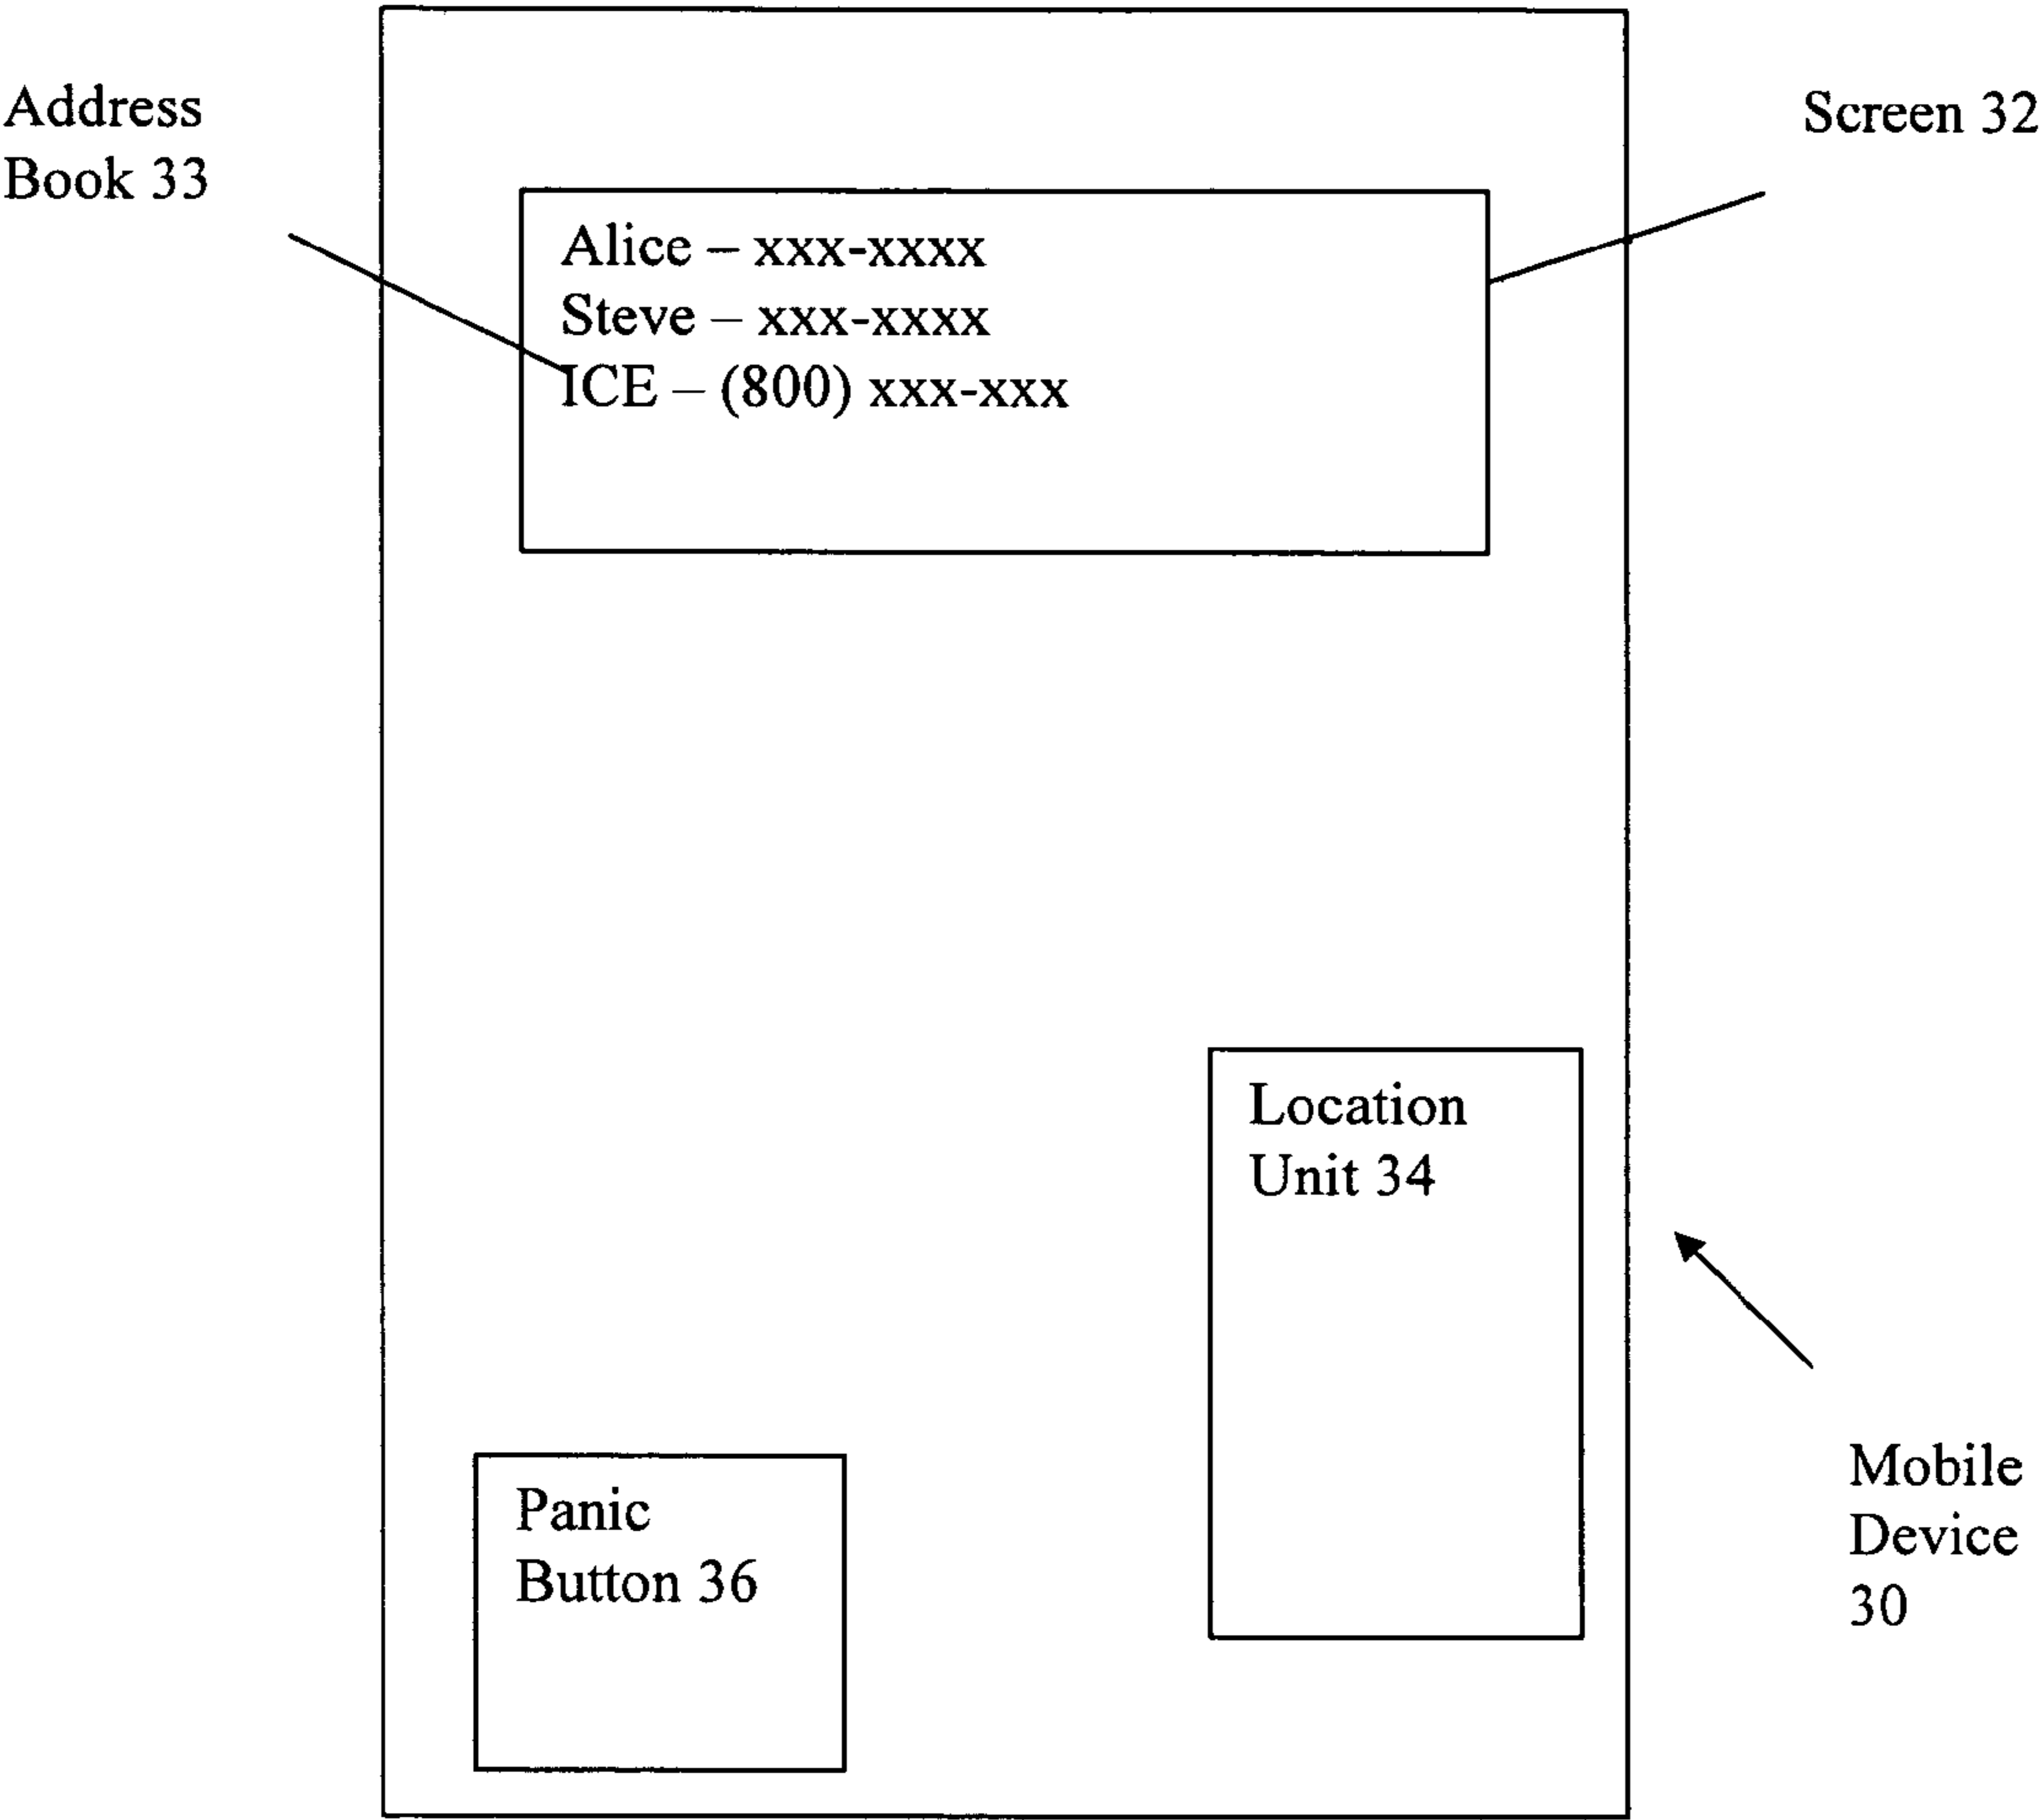 Address
Book 33
Screen 32
Alice – xxx-xxxx
Steve – xxx-xxxx
ICE – (800) xxx-xxx
Location
Unit 34
Panic
Button 36
Mobile
Device
30